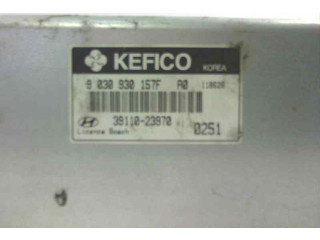 KEFICO
KOREA
9 030 930 157F A0
39110-23970
0251
Licence Bosch